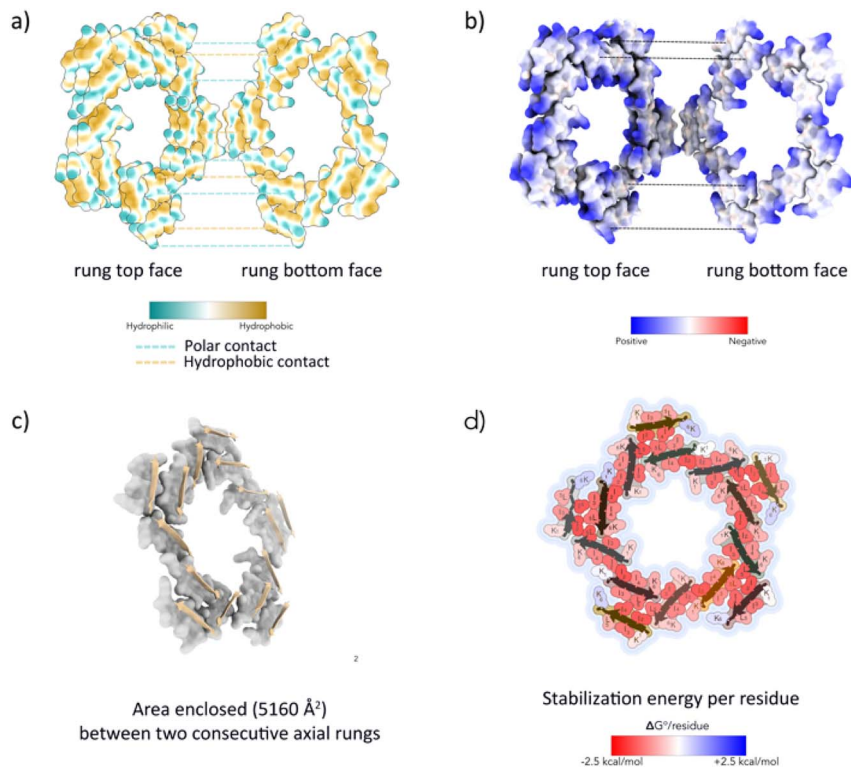 a)
b)
rung top face
rung bottom face
rung top face
rung bottom face
Hydrophilic
Hydrophobic
Polar contact
Hydrophobic contact
Positive
Negative
c)
d)
2
Area enclosed (5160 Å²)
between two consecutive axial rungs
Stabilization energy per residue
ΔG°/residue
-2.5 kcal/mol
+2.5 kcal/mol